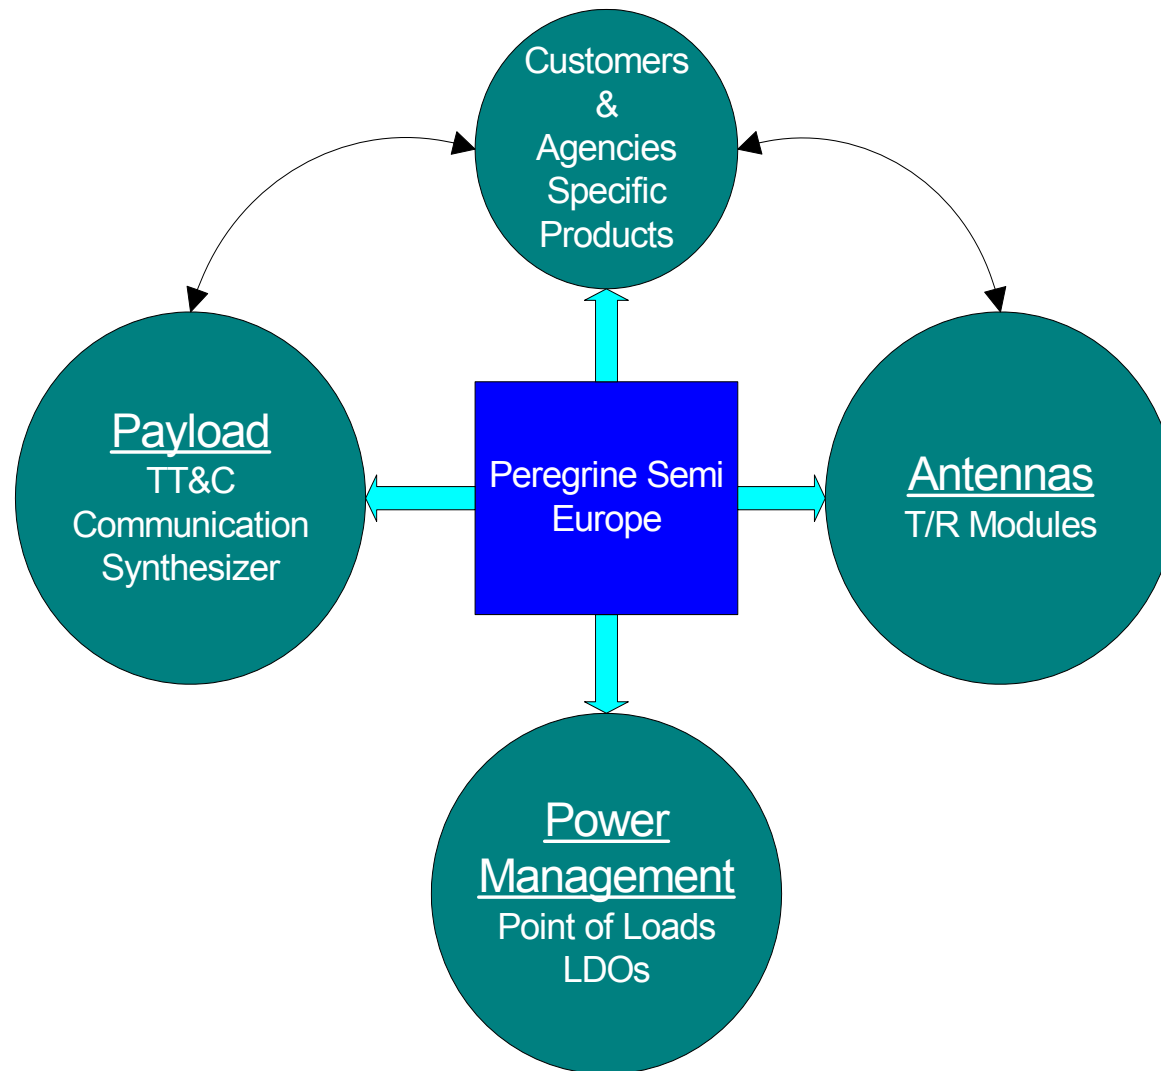 Customers
&
Agencies
Specific
Products
Payload
TT&C
Communication
Synthesizer
Peregrine Semi
Europe
Antennas
T/R Modules
Power
Management
Point of Loads
LDOs